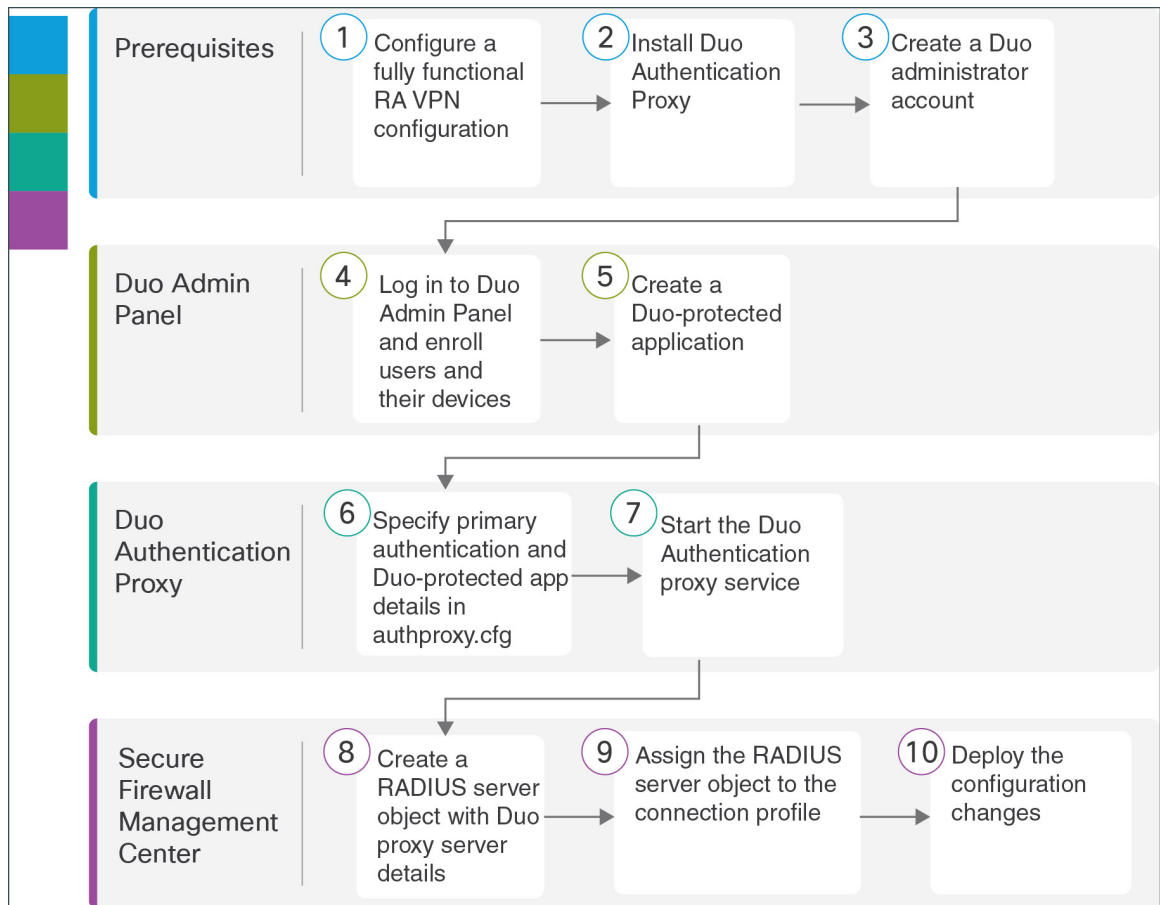 Prerequisites
1
Configure a
fully functional
RA VPN
configuration
2
Install Duo
Authentication
Proxy
3
Create a Duo
administrator
account
Duo Admin
Panel
4
Log in to Duo
Admin Panel
and enroll
users and
their devices
5
Create a
Duo-protected
application
Duo
Authentication
Proxy
6
Specify primary
authentication and
Duo-protected app
details in
authproxy.cfg
7
Start the Duo
Authentication
proxy service
Secure
Firewall
Management
Center
8
Create a
RADIUS server
object with Duo
proxy server
details
9
Assign the RADIUS
server object to the
connection profile
10
Deploy the
configuration
changes